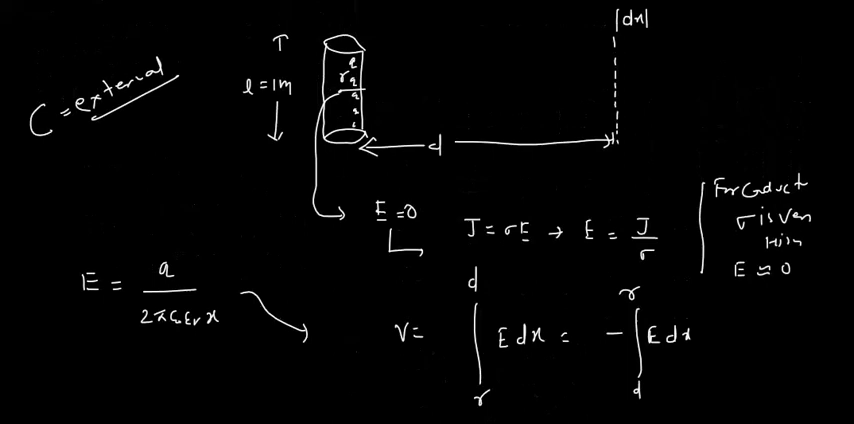 |dx|
C = external
l = 1m
r
q
q
q
q
d
E = 0
J = σE → E = J/σ
For Conduct
σ is very
high
E ≈ 0
E = q / 2πε₀εᵣx
V = ∫ᵣᵈ E dx = - ∫ᵈʳ E dx